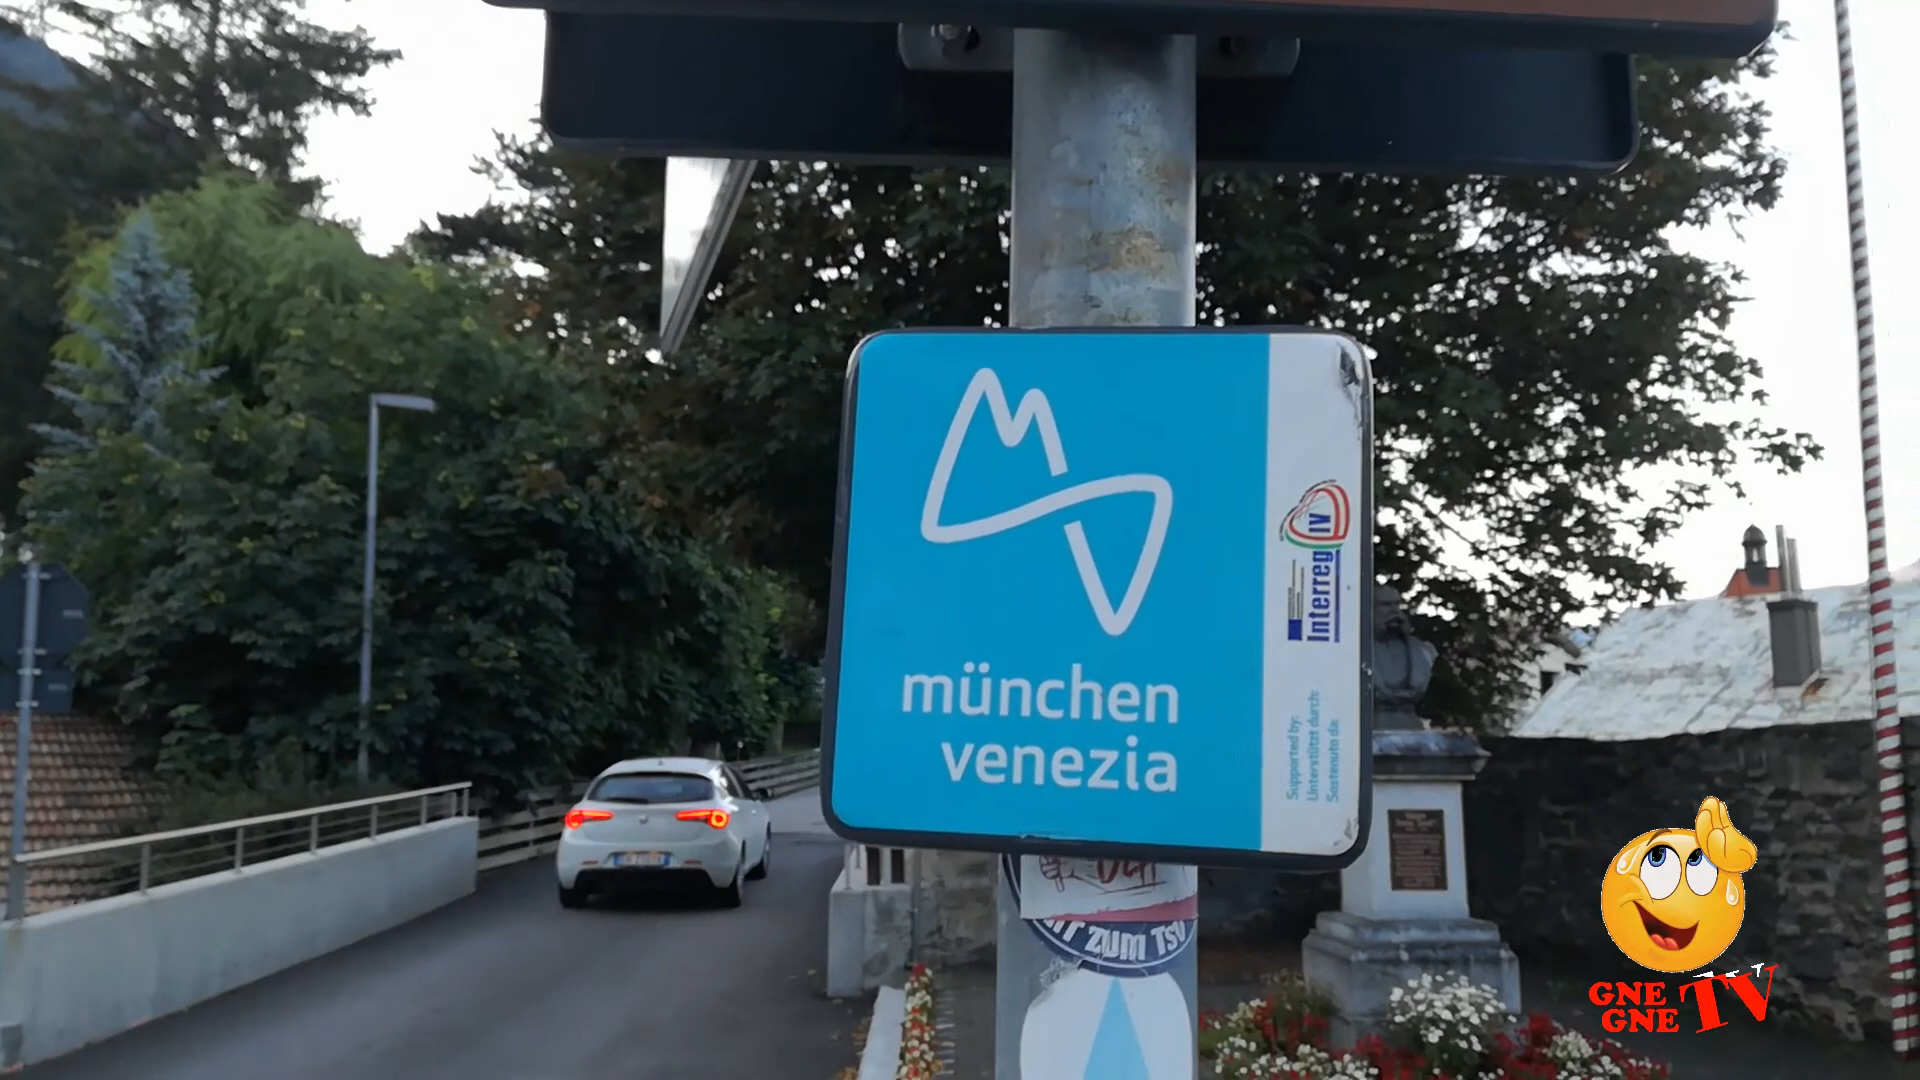 münchen
venezia
Interreg IV
Supported by:
Unterstützt durch:
Sostenuto da:
ZUM TSV
GNE
GNE
TV